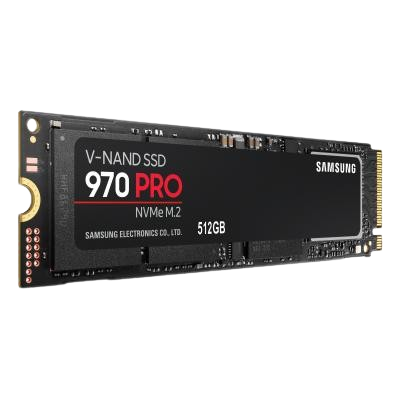 V-NAND SSD
970 PRO
NVMe M.2
SAMSUNG ELECTRONICS CO., LTD.
512GB
SAMSUNG